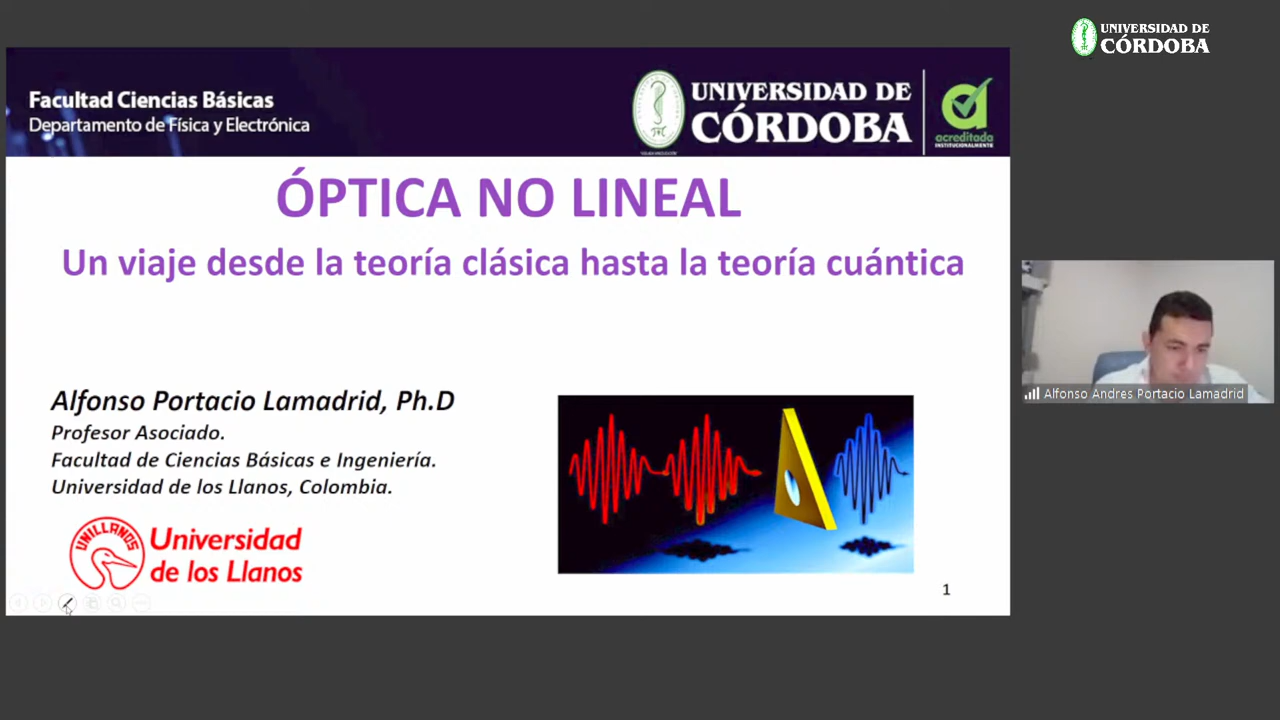 UNIVERSIDAD DE
CÓRDOBA
Facultad Ciencias Básicas
Departamento de Física y Electrónica
UNIVERSIDAD DE
CÓRDOBA
acreditada
INSTITUCIONALMENTE
ÓPTICA NO LINEAL
Un viaje desde la teoría clásica hasta la teoría cuántica
Alfonso Portacio Lamadrid, Ph.D
Profesor Asociado.
Facultad de Ciencias Básicas e Ingeniería.
Universidad de los Llanos, Colombia.
UNILLANOS
Universidad
de los Llanos
1
Alfonso Andres Portacio Lamadrid